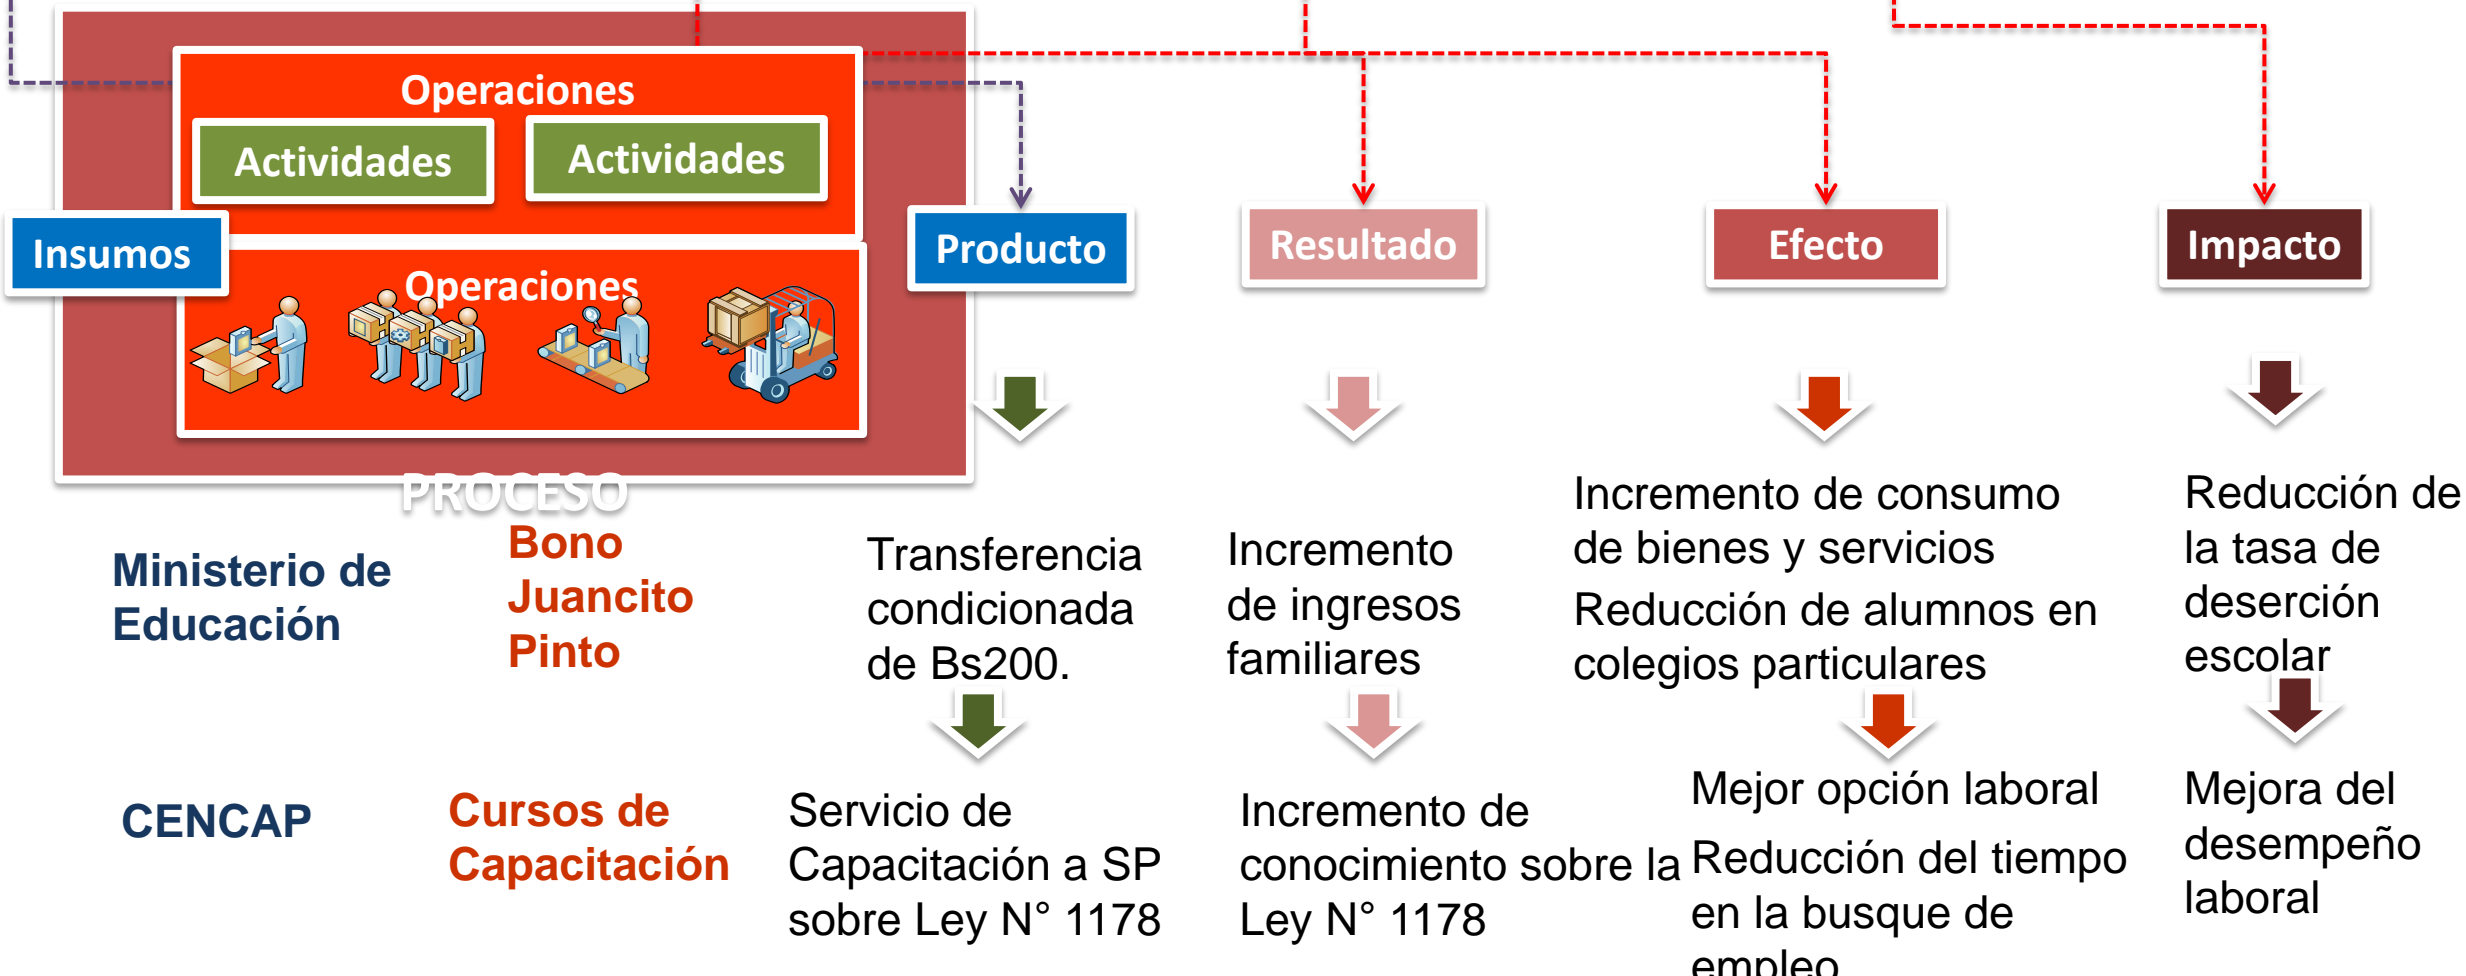 Operaciones
Actividades
Actividades
Insumos
Operaciones
Producto
Resultado
Efecto
Impacto
PROCESO
Ministerio de
Educación
Bono
Juancito
Pinto
Transferencia
condicionada
de Bs200.
Incremento
de ingresos
familiares
Incremento de consumo
de bienes y servicios
Reducción de alumnos en
colegios particulares
Reducción de
la tasa de
deserción
escolar
CENCAP
Cursos de
Capacitación
Servicio de
Capacitación a SP
sobre Ley N° 1178
Incremento de
conocimiento sobre la
Ley N° 1178
Mejor opción laboral
Reducción del tiempo
en la busque de
empleo
Mejora del
desempeño
laboral